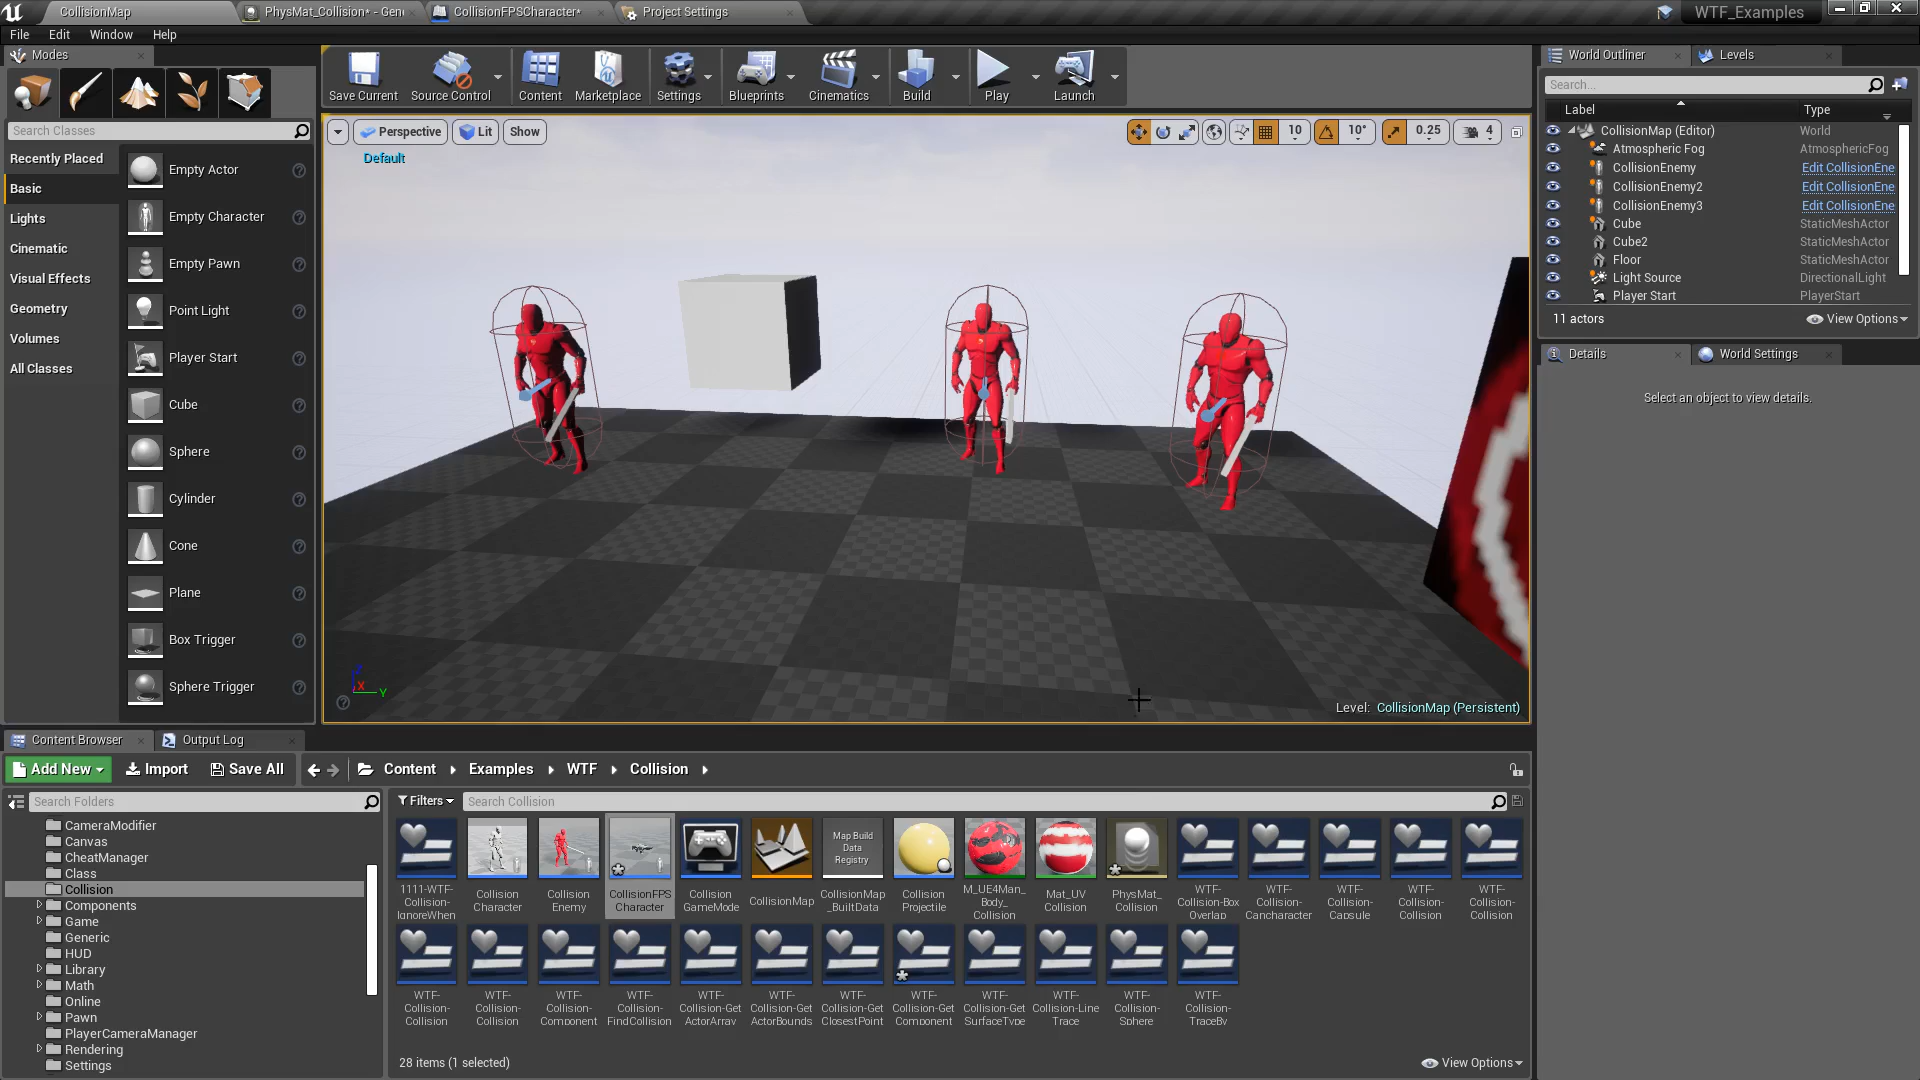 CollisionMap
PhysMat_Collision* - Gen
CollisionFPSCharacter*
Project Settings
WTF_Examples
File
Edit
Window
Help
Modes
Search Classes
Recently Placed
Basic
Lights
Cinematic
Visual Effects
Geometry
Volumes
All Classes
Empty Actor
Empty Character
Empty Pawn
Point Light
Player Start
Cube
Sphere
Cylinder
Cone
Plane
Box Trigger
Sphere Trigger
Save Current
Source Control
Content
Marketplace
Settings
Blueprints
Cinematics
Build
Play
Launch
Perspective
Lit
Show
10
10°
0.25
4
Default
X
Y
Level: CollisionMap (Persistent)
World Outliner
Levels
Search...
Label
Type
CollisionMap (Editor)
World
Atmospheric Fog
AtmosphericFog
CollisionEnemy
Edit CollisionEne
CollisionEnemy2
Edit CollisionEne
CollisionEnemy3
Edit CollisionEne
Cube
StaticMeshActor
Cube2
StaticMeshActor
Floor
StaticMeshActor
Light Source
DirectionalLight
Player Start
PlayerStart
11 actors
View Options
Details
World Settings
Select an object to view details.
Content Browser
Output Log
Add New
Import
Save All
Content
Examples
WTF
Collision
Search Folders
CameraModifier
Canvas
CheatManager
Class
Collision
Components
Game
Generic
HUD
Library
Math
Online
Pawn
PlayerCameraManager
Rendering
Settings
Filters
Search Collision
1111-WTF-
Collision-
IgnoreWhen
Collision
Character
Collision
Enemy
CollisionFPS
Character
Collision
GameMode
CollisionMap
Map Build
Data
Registry
CollisionMap
_BuiltData
Collision
Projectile
M_UE4Man_
Body_
Collision
Mat_UV
Collision
PhysMat_
Collision
WTF-
Collision-Box
Overlap
WTF-
Collision-
Cancharacter
WTF-
Collision-
Capsule
WTF-
Collision-
Collision
WTF-
Collision-
Collision
WTF-
Collision-
Collision
WTF-
Collision-
Collision
WTF-
Collision-
Component
WTF-
Collision-
FindCollision
WTF-
Collision-Get
ActorArray
WTF-
Collision-Get
ActorBounds
WTF-
Collision-Get
ClosestPoint
WTF-
Collision-Get
Component
WTF-
Collision-Get
SurfaceType
WTF-
Collision-Line
Trace
WTF-
Collision-
Sphere
WTF-
Collision-
TraceBy
28 items (1 selected)
View Options